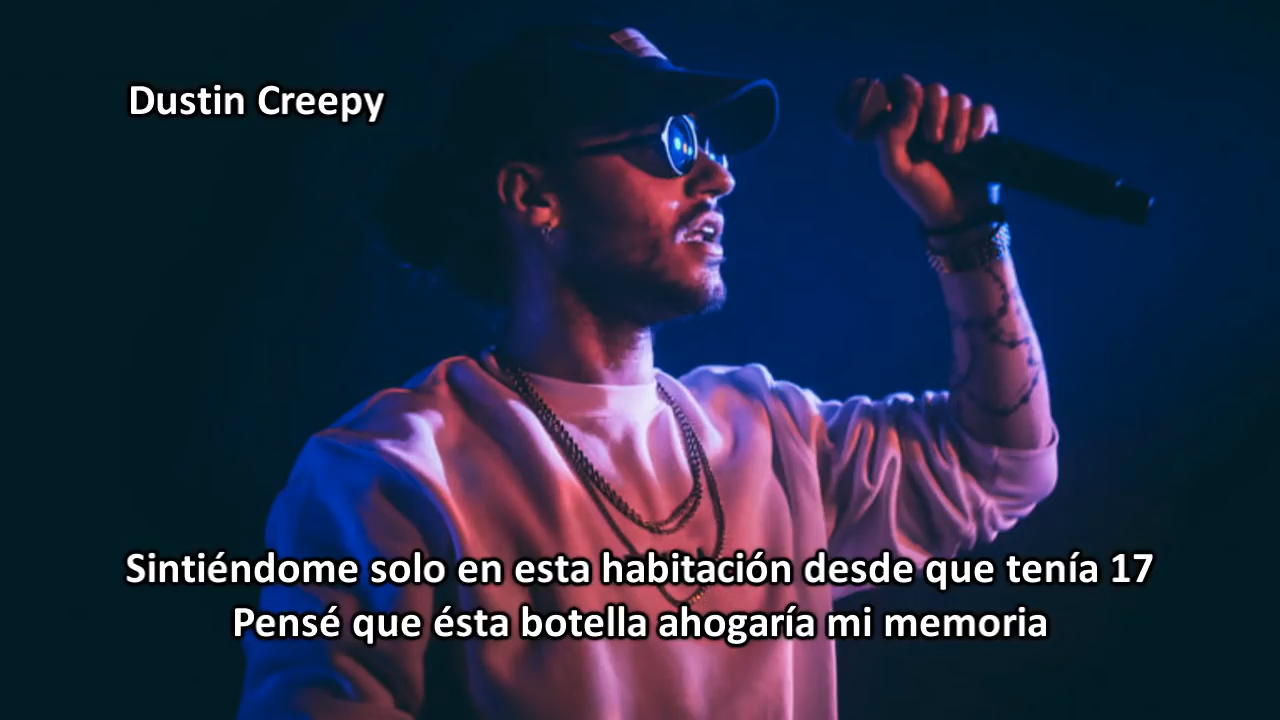 Dustin Creepy
Sintiéndome solo en esta habitación desde que tenía 17
Pensé que ésta botella ahogaría mi memoria